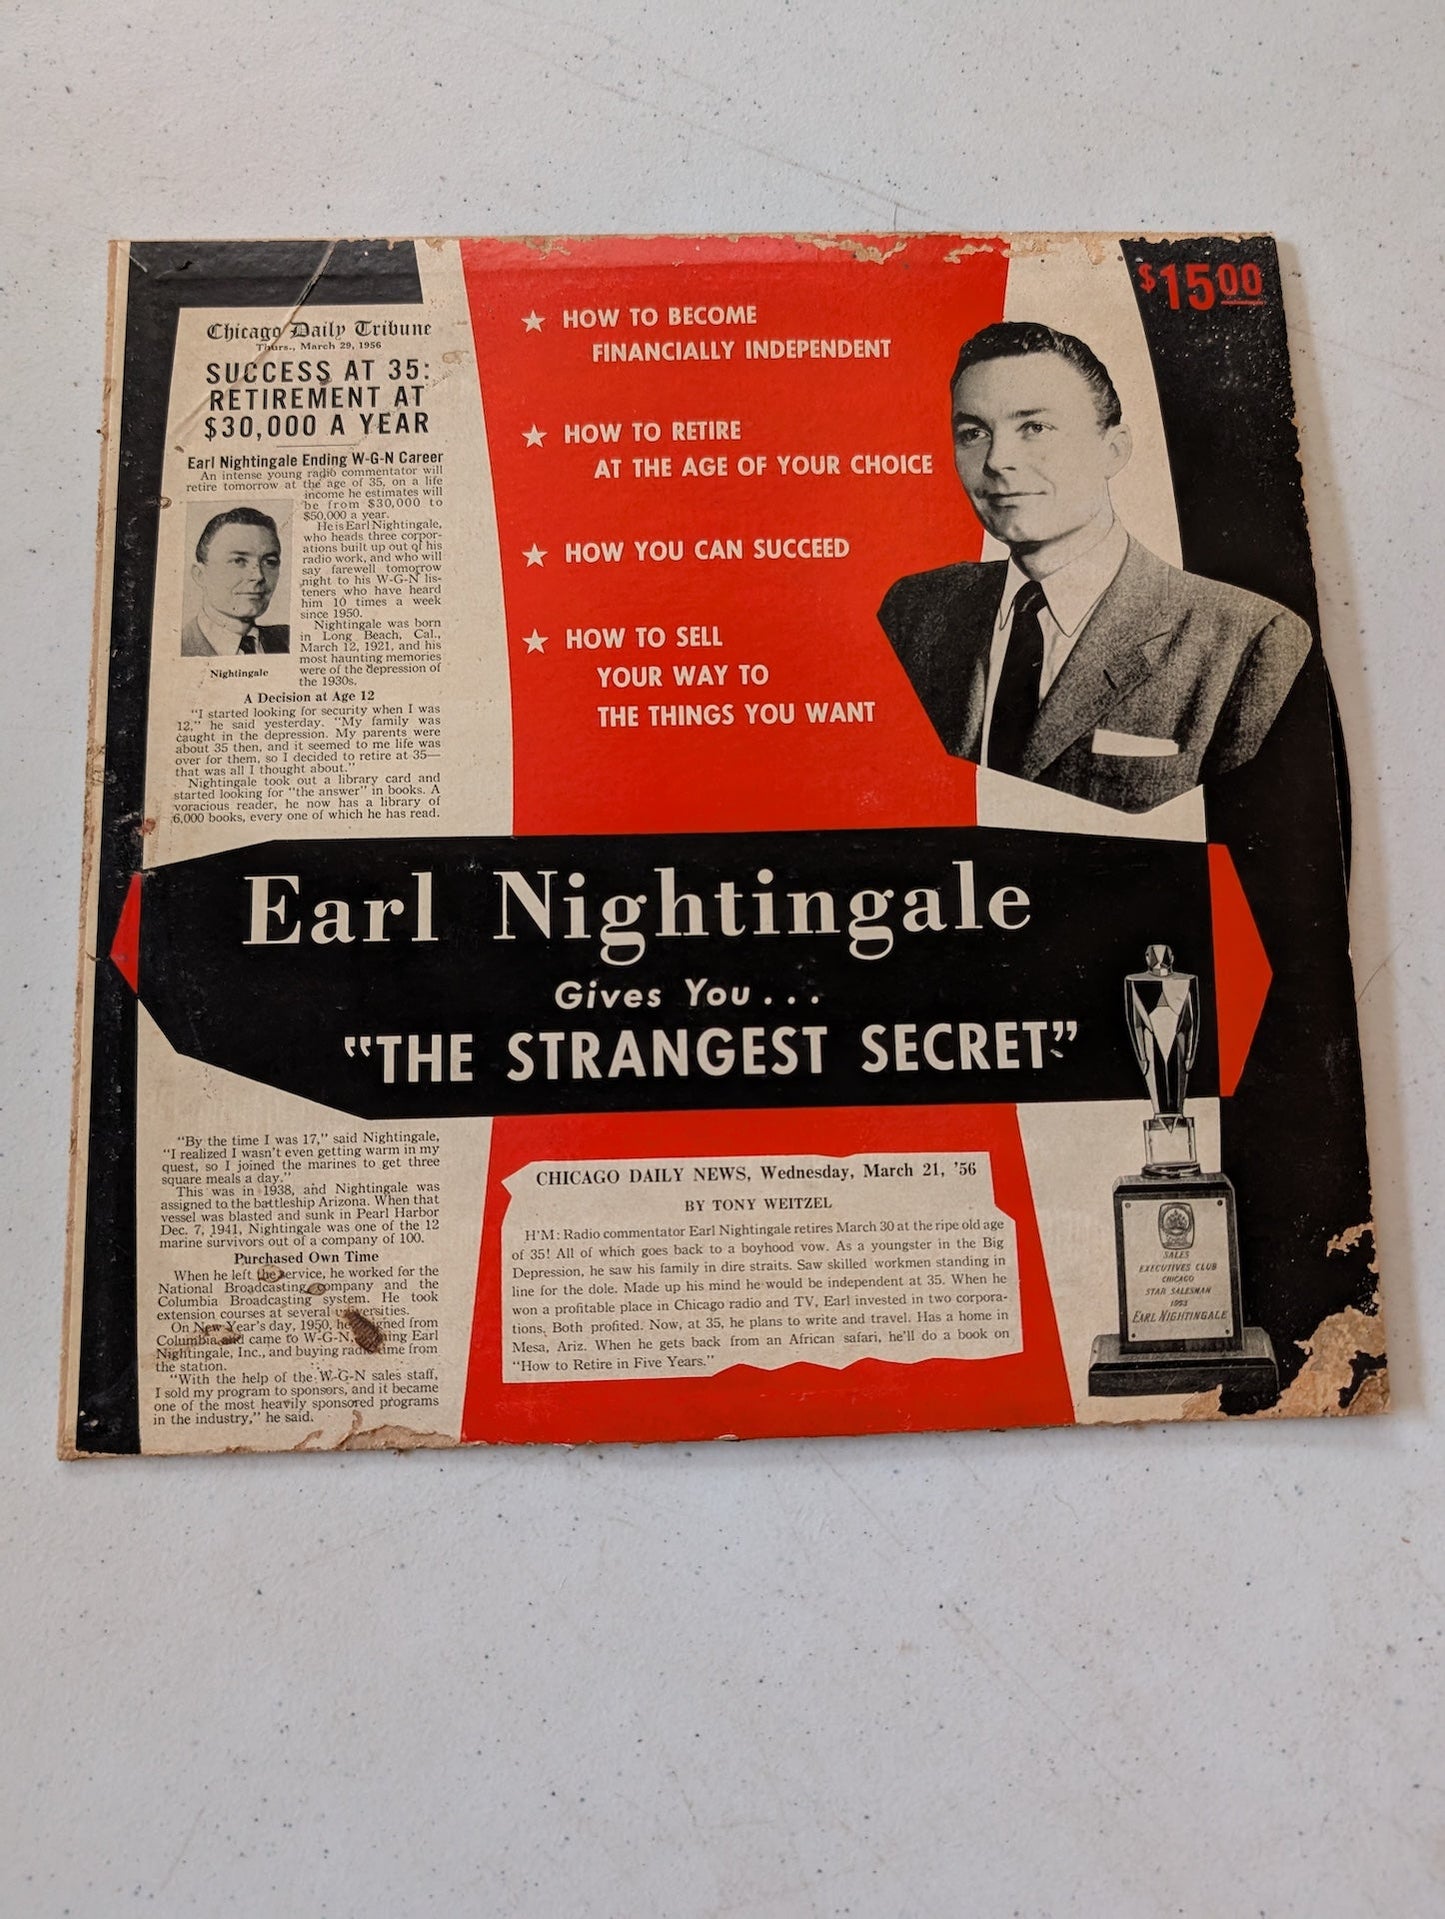 $15.00
Chicago Daily Tribune
Thurs., March 29, 1956
SUCCESS AT 35:
RETIREMENT AT
$30,000 A YEAR
Earl Nightingale Ending W-G-N Career
An intense young radio commentator will
retire tomorrow at the age of 35, on a life
income he estimates will
be from $30,000 to
$50,000 a year.
He is Earl Nightingale,
who heads three corpor-
ations built up out of his
radio work, and who will
say farewell tomorrow
night to his W-G-N lis-
teners who have heard
him 10 times a week
since 1950.
Nightingale was born
in Long Beach, Cal.,
March 12, 1921, and his
most haunting memories
were of the depression of
the 1930s.
Nightingale
A Decision at Age 12
"I started looking for security when I was
12," he said yesterday. "My family was
caught in the depression. My parents were
about 35 then, and it seemed to me life was
over for them, so I decided to retire at 35—
that was all I thought about."
Nightingale took out a library card and
started looking for "the answer" in books. A
voracious reader, he now has a library of
6,000 books, every one of which he has read.
★ HOW TO BECOME
FINANCIALLY INDEPENDENT
★ HOW TO RETIRE
AT THE AGE OF YOUR CHOICE
★ HOW YOU CAN SUCCEED
★ HOW TO SELL
YOUR WAY TO
THE THINGS YOU WANT
Earl Nightingale
Gives You...
"THE STRANGEST SECRET"
"By the time I was 17," said Nightingale,
"I realized I wasn't even getting warm in my
quest, so I joined the marines to get three
square meals a day."
This was in 1938, and Nightingale was
assigned to the battleship Arizona. When that
vessel was blasted and sunk in Pearl Harbor
Dec. 7, 1941, Nightingale was one of the 12
marine survivors out of a company of 100.
Purchased Own Time
When he left the service, he worked for the
National Broadcasting company and the
Columbia Broadcasting system. He took
extension courses at several universities.
On New Year's day, 1950, he resigned from
Columbia and came to W-G-N, ing Earl
Nightingale, Inc., and buying radio time from
the station.
"With the help of the W-G-N sales staff,
I sold my program to sponsors, and it became
one of the most heavily sponsored programs
in the industry," he said.
CHICAGO DAILY NEWS, Wednesday, March 21, '56
BY TONY WEITZEL
H'M: Radio commentator Earl Nightingale retires March 30 at the ripe old age
of 35! All of which goes back to a boyhood vow. As a youngster in the Big
Depression, he saw his family in dire straits. Saw skilled workmen standing in
line for the dole. Made up his mind he would be independent at 35. When he
won a profitable place in Chicago radio and TV, Earl invested in two corpora-
tions. Both profited. Now, at 35, he plans to write and travel. Has a home in
Mesa, Ariz. When he gets back from an African safari, he'll do a book on
"How to Retire in Five Years."
SALES
EXECUTIVES CLUB
CHICAGO
STAR SALESMAN
1953
EARL NIGHTINGALE